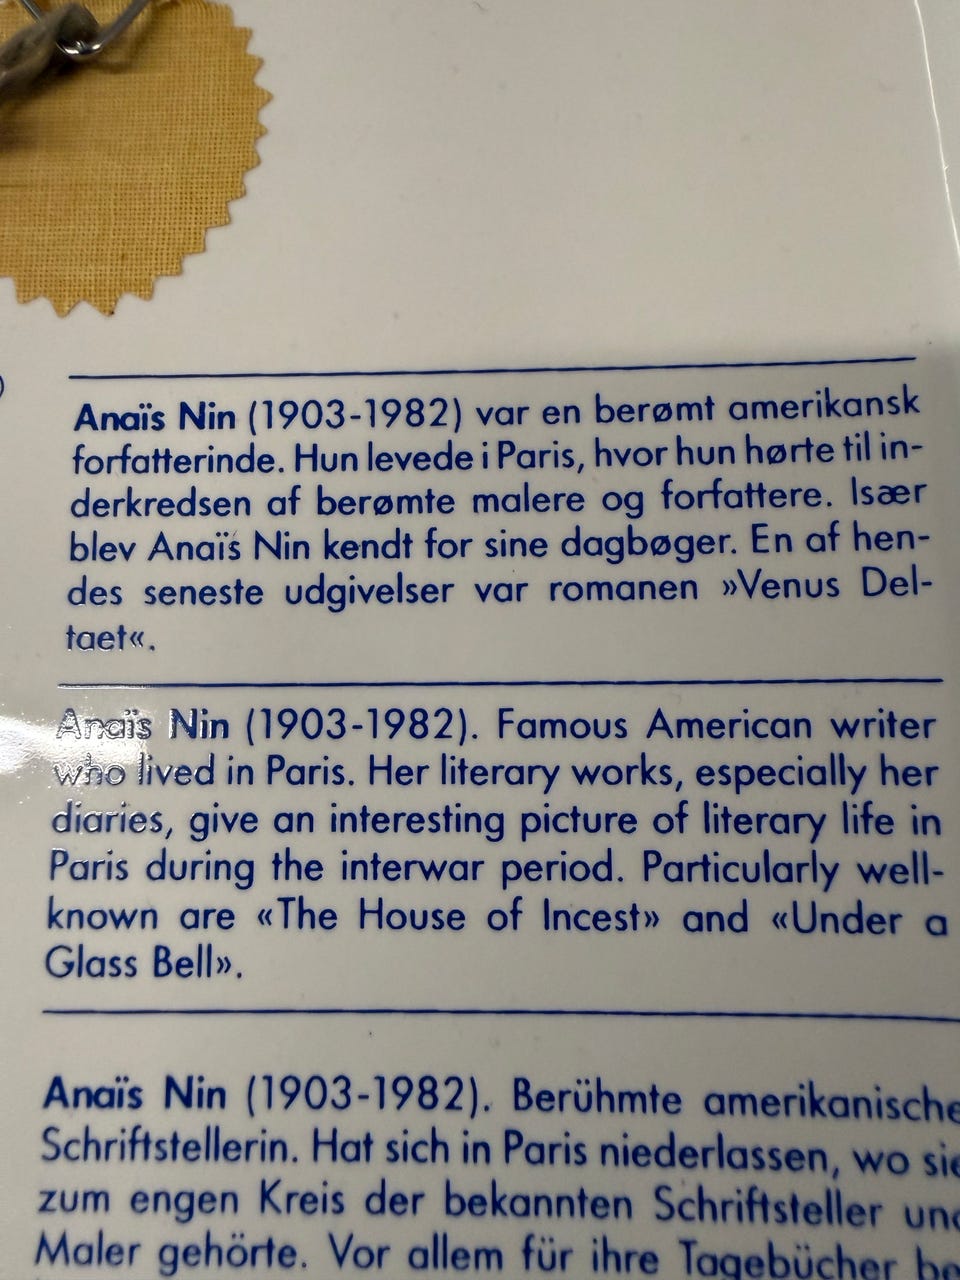 Anaïs Nin (1903-1982) var en berømt amerikansk
forfatterinde. Hun levede i Paris, hvor hun hørte til in-
derkredsen af berømte malere og forfattere. Især
blev Anaïs Nin kendt for sine dagbøger. En af hen-
des seneste udgivelser var romanen »Venus Del-
taet«.
Anaïs Nin (1903-1982). Famous American writer
who lived in Paris. Her literary works, especially her
diaries, give an interesting picture of literary life in
Paris during the interwar period. Particularly well-
known are «The House of Incest» and «Under a
Glass Bell».
Anaïs Nin (1903-1982). Berühmte amerikanische
Schriftstellerin. Hat sich in Paris niederlassen, wo sie
zum engen Kreis der bekannten Schriftsteller und
Maler gehörte. Vor allem für ihre Tagebücher